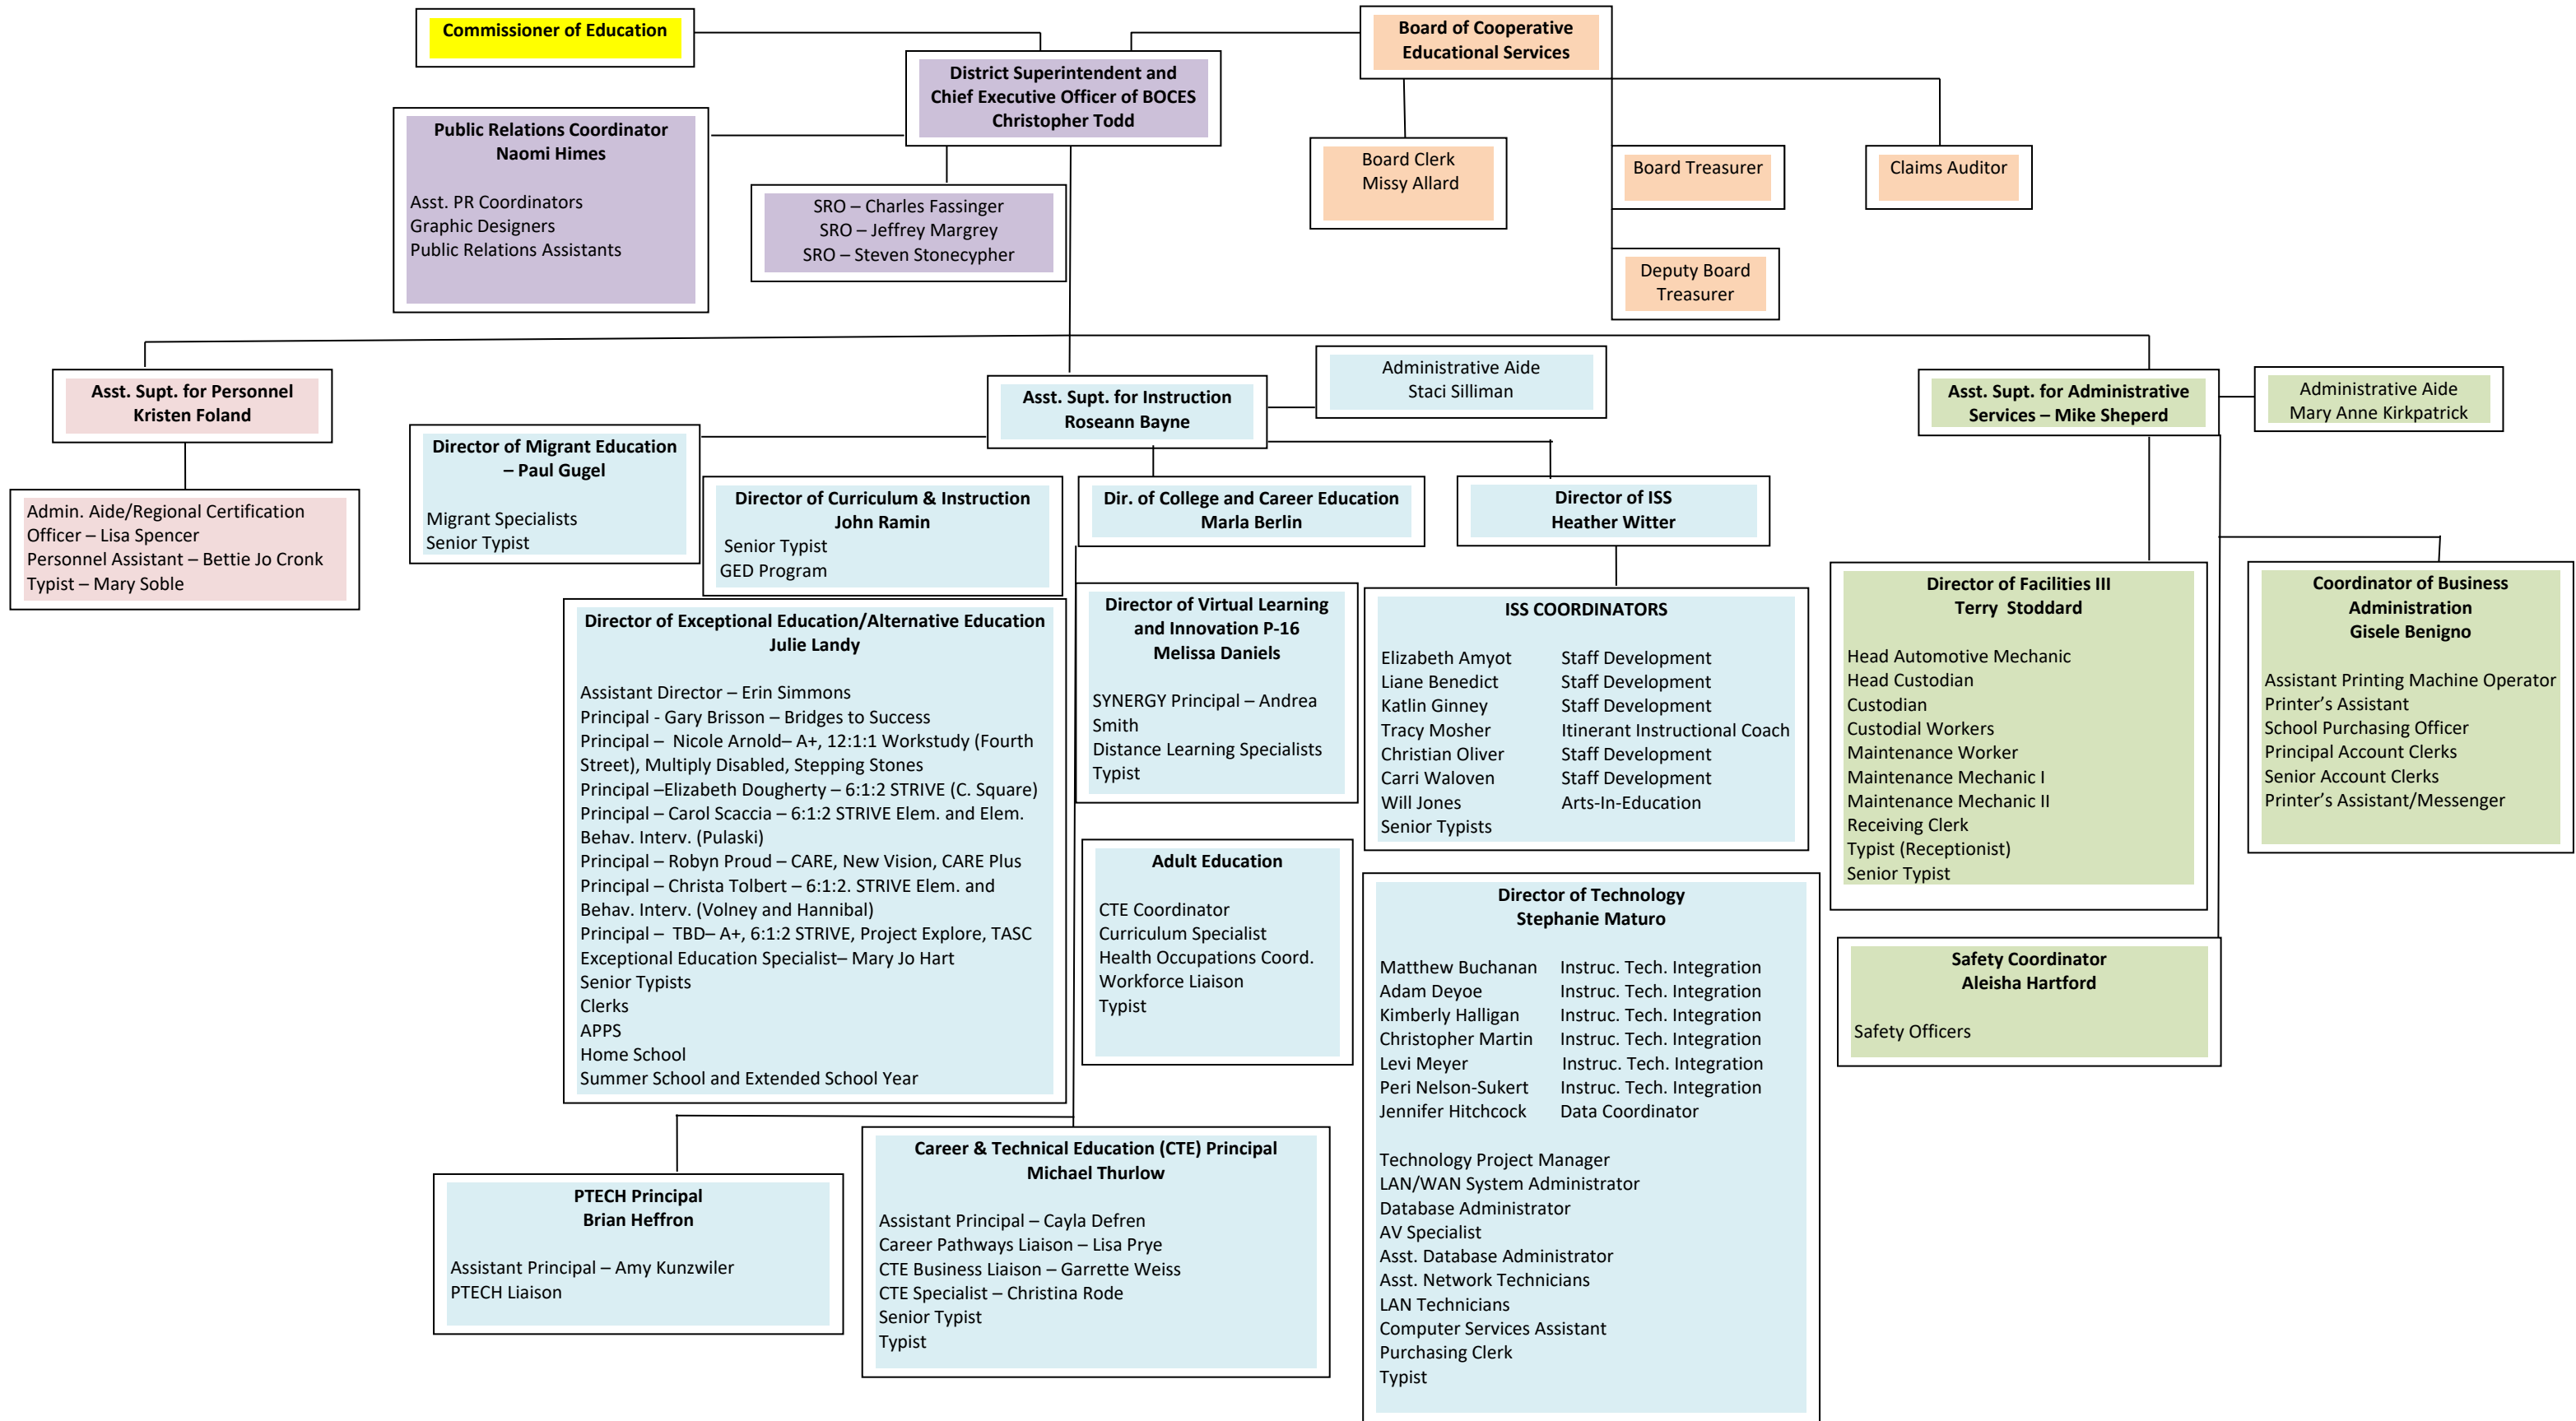 Commissioner of Education
Board of Cooperative
Educational Services
District Superintendent and
Chief Executive Officer of BOCES
Christopher Todd
Public Relations Coordinator
Naomi Himes
Asst. PR Coordinators
Graphic Designers
Public Relations Assistants
SRO – Charles Fassinger
SRO – Jeffrey Margrey
SRO – Steven Stonecypher
Board Clerk
Missy Allard
Board Treasurer
Claims Auditor
Deputy Board
Treasurer
Asst. Supt. for Personnel
Kristen Foland
Admin. Aide/Regional Certification
Officer – Lisa Spencer
Personnel Assistant – Bettie Jo Cronk
Typist – Mary Soble
Asst. Supt. for Instruction
Roseann Bayne
Administrative Aide
Staci Silliman
Asst. Supt. for Administrative
Services – Mike Sheperd
Administrative Aide
Mary Anne Kirkpatrick
Director of Migrant Education
– Paul Gugel
Migrant Specialists
Senior Typist
Director of Curriculum & Instruction
John Ramin
Senior Typist
GED Program
Dir. of College and Career Education
Marla Berlin
Director of ISS
Heather Witter
Director of Exceptional Education/Alternative Education
Julie Landy
Assistant Director – Erin Simmons
Principal - Gary Brisson – Bridges to Success
Principal – Nicole Arnold– A+, 12:1:1 Workstudy (Fourth
Street), Multiply Disabled, Stepping Stones
Principal –Elizabeth Dougherty – 6:1:2 STRIVE (C. Square)
Principal – Carol Scaccia – 6:1:2 STRIVE Elem. and Elem.
Behav. Interv. (Pulaski)
Principal – Robyn Proud – CARE, New Vision, CARE Plus
Principal – Christa Tolbert – 6:1:2. STRIVE Elem. and
Behav. Interv. (Volney and Hannibal)
Principal – TBD– A+, 6:1:2 STRIVE, Project Explore, TASC
Exceptional Education Specialist– Mary Jo Hart
Senior Typists
Clerks
APPS
Home School
Summer School and Extended School Year
Director of Virtual Learning
and Innovation P-16
Melissa Daniels
SYNERGY Principal – Andrea
Smith
Distance Learning Specialists
Typist
Adult Education
CTE Coordinator
Curriculum Specialist
Health Occupations Coord.
Workforce Liaison
Typist
ISS COORDINATORS
Elizabeth Amyot Staff Development
Liane Benedict Staff Development
Katlin Ginney Staff Development
Tracy Mosher Itinerant Instructional Coach
Christian Oliver Staff Development
Carri Waloven Staff Development
Will Jones Arts-In-Education
Senior Typists
Director of Technology
Stephanie Maturo
Matthew Buchanan Instruc. Tech. Integration
Adam Deyoe Instruc. Tech. Integration
Kimberly Halligan Instruc. Tech. Integration
Christopher Martin Instruc. Tech. Integration
Levi Meyer Instruc. Tech. Integration
Peri Nelson-Sukert Instruc. Tech. Integration
Jennifer Hitchcock Data Coordinator
Technology Project Manager
LAN/WAN System Administrator
Database Administrator
AV Specialist
Asst. Database Administrator
Asst. Network Technicians
LAN Technicians
Computer Services Assistant
Purchasing Clerk
Typist
Director of Facilities III
Terry Stoddard
Head Automotive Mechanic
Head Custodian
Custodian
Custodial Workers
Maintenance Worker
Maintenance Mechanic I
Maintenance Mechanic II
Receiving Clerk
Typist (Receptionist)
Senior Typist
Coordinator of Business
Administration
Gisele Benigno
Assistant Printing Machine Operator
Printer’s Assistant
School Purchasing Officer
Principal Account Clerks
Senior Account Clerks
Printer’s Assistant/Messenger
Safety Coordinator
Aleisha Hartford
Safety Officers
PTECH Principal
Brian Heffron
Assistant Principal – Amy Kunzwiler
PTECH Liaison
Career & Technical Education (CTE) Principal
Michael Thurlow
Assistant Principal – Cayla Defren
Career Pathways Liaison – Lisa Prye
CTE Business Liaison – Garrette Weiss
CTE Specialist – Christina Rode
Senior Typist
Typist